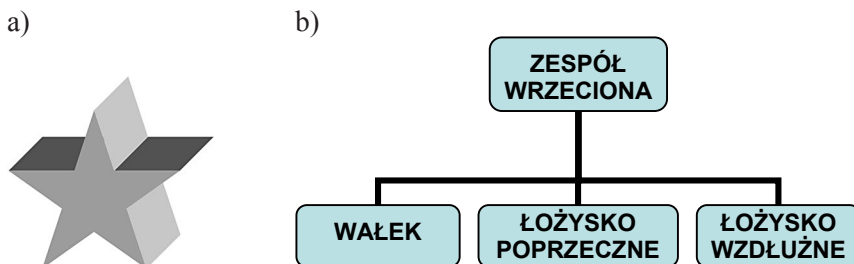 a)
b)
ZESPÓŁ
WRZECIONA
WAŁEK
ŁOŻYSKO
POPRZECZNE
ŁOŻYSKO
WZDŁUŻNE